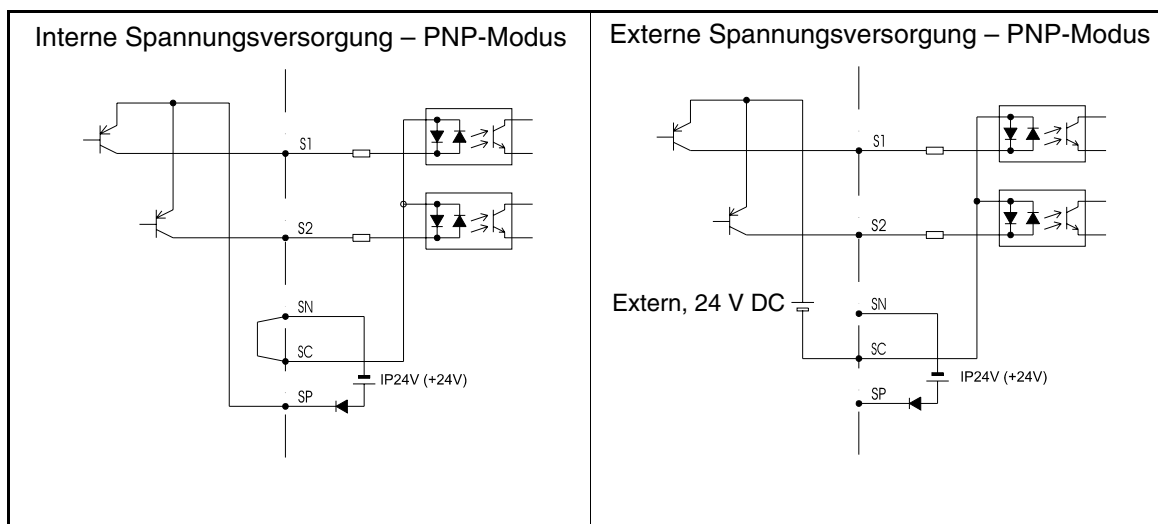 Interne Spannungsversorgung – PNP-Modus
S1
S2
SN
SC
IP24V (+24V)
SP
Externe Spannungsversorgung – PNP-Modus
S1
S2
Extern, 24 V DC
SN
SC
IP24V (+24V)
SP